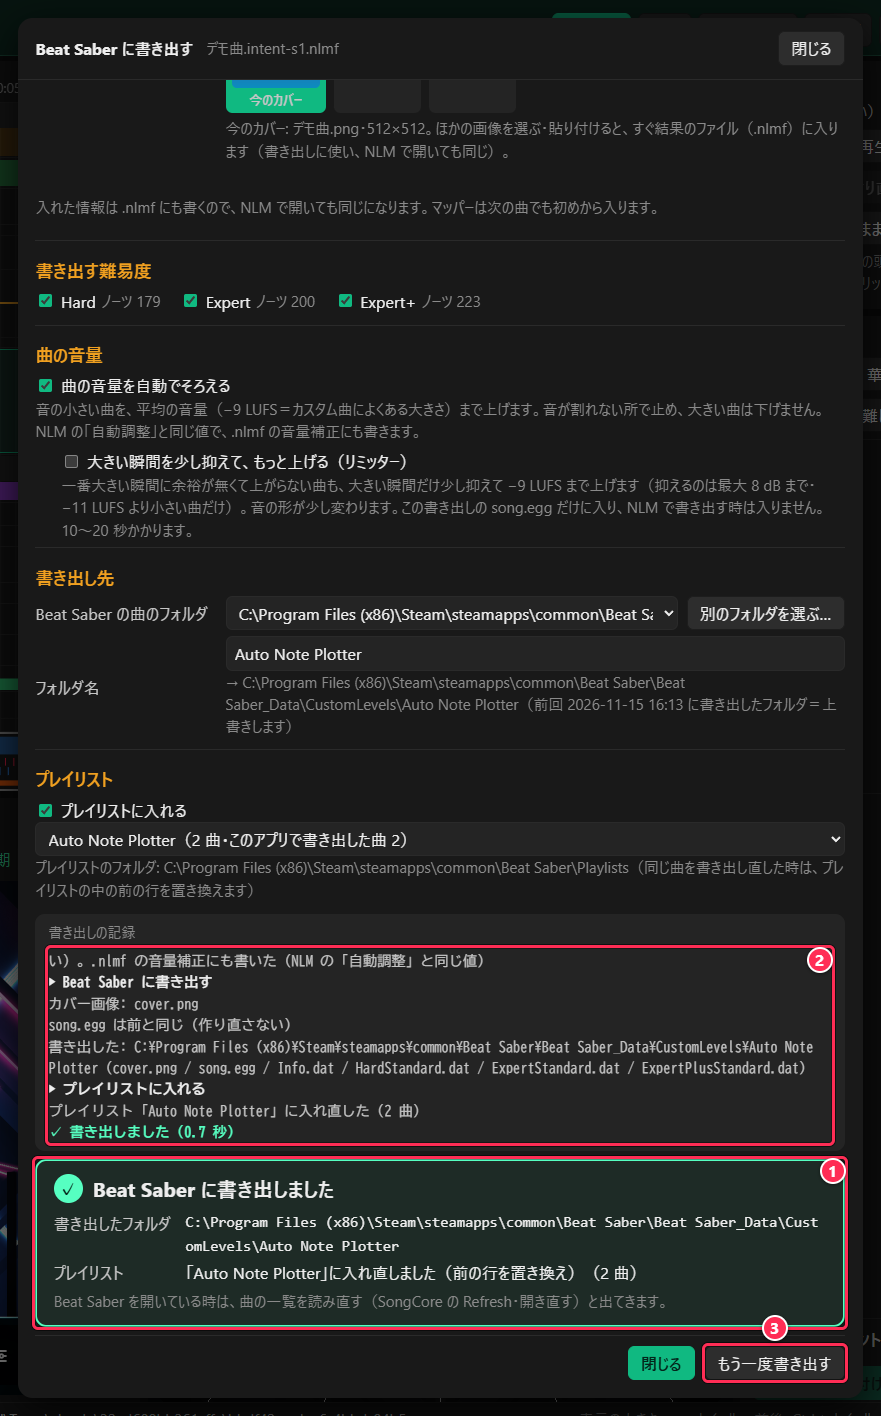 Beat Saber に書き出す デモ曲.intent-s1.nlmf
閉じる
今のカバー
今のカバー: デモ曲.png・512×512。ほかの画像を選ぶ・貼り付けると、すぐ結果のファイル（.nlmf）に入り
ます（書き出しに使い、NLM で開いても同じ）。
入れた情報は .nlmf にも書くので、NLM で開いても同じになります。マッパーは次の曲でも初めから入ります。
書き出す難易度
Hard ノーツ 179 Expert ノーツ 200 Expert+ ノーツ 223
曲の音量
曲の音量を自動でそろえる
音の小さい曲を、平均の音量（−9 LUFS＝カスタム曲によくある大きさ）まで上げます。音が割れない所で止め、大きい曲は下げません。
NLM の「自動調整」と同じ値で、.nlmf の音量補正にも書きます。
大きい瞬間を少し抑えて、もっと上げる（リミッター）
一番大きい瞬間に余裕が無くて上がらない曲も、大きい瞬間だけ少し抑えて −9 LUFS まで上げます（抑えるのは最大 8 dB まで・
−11 LUFS より小さい曲だけ）。音の形が少し変わります。この書き出しの song.egg だけに入り、NLM で書き出す時は入りません。
10～20 秒かかります。
書き出し先
Beat Saber の曲のフォルダ C:\Program Files (x86)\Steam\steamapps\common\Beat Sa 別のフォルダを選ぶ...
Auto Note Plotter
フォルダ名
→ C:\Program Files (x86)\Steam\steamapps\common\Beat Saber\Beat
Saber_Data\CustomLevels\Auto Note Plotter（前回 2026-11-15 16:13 に書き出したフォルダ＝上
書きします）
プレイリスト
プレイリストに入れる
Auto Note Plotter（2 曲・このアプリで書き出した曲 2）
プレイリストのフォルダ: C:\Program Files (x86)\Steam\steamapps\common\Beat Saber\Playlists（同じ曲を書き出し直した時は、プレ
イリストの中の前の行を置き換えます）
書き出しの記録
い）。.nlmf の音量補正にも書いた（NLM の「自動調整」と同じ値）
▸ Beat Saber に書き出す
カバー画像: cover.png
song.egg は前と同じ（作り直さない）
書き出した: C:¥Program Files (x86)¥Steam¥steamapps¥common¥Beat Saber¥Beat Saber_Data¥CustomLevels¥Auto Note
Plotter (cover.png / song.egg / Info.dat / HardStandard.dat / ExpertStandard.dat / ExpertPlusStandard.dat)
▸ プレイリストに入れる
プレイリスト「Auto Note Plotter」に入れ直した（2 曲）
✓ 書き出しました（0.7 秒）
2
1
✓ Beat Saber に書き出しました
書き出したフォルダ C:\Program Files (x86)\Steam\steamapps\common\Beat Saber\Beat Saber_Data\Cust
omLevels\Auto Note Plotter
プレイリスト 「Auto Note Plotter」に入れ直しました（前の行を置き換え）（2 曲）
Beat Saber を開いている時は、曲の一覧を読み直す（SongCore の Refresh・開き直す）と出てきます。
3
閉じる もう一度書き出す